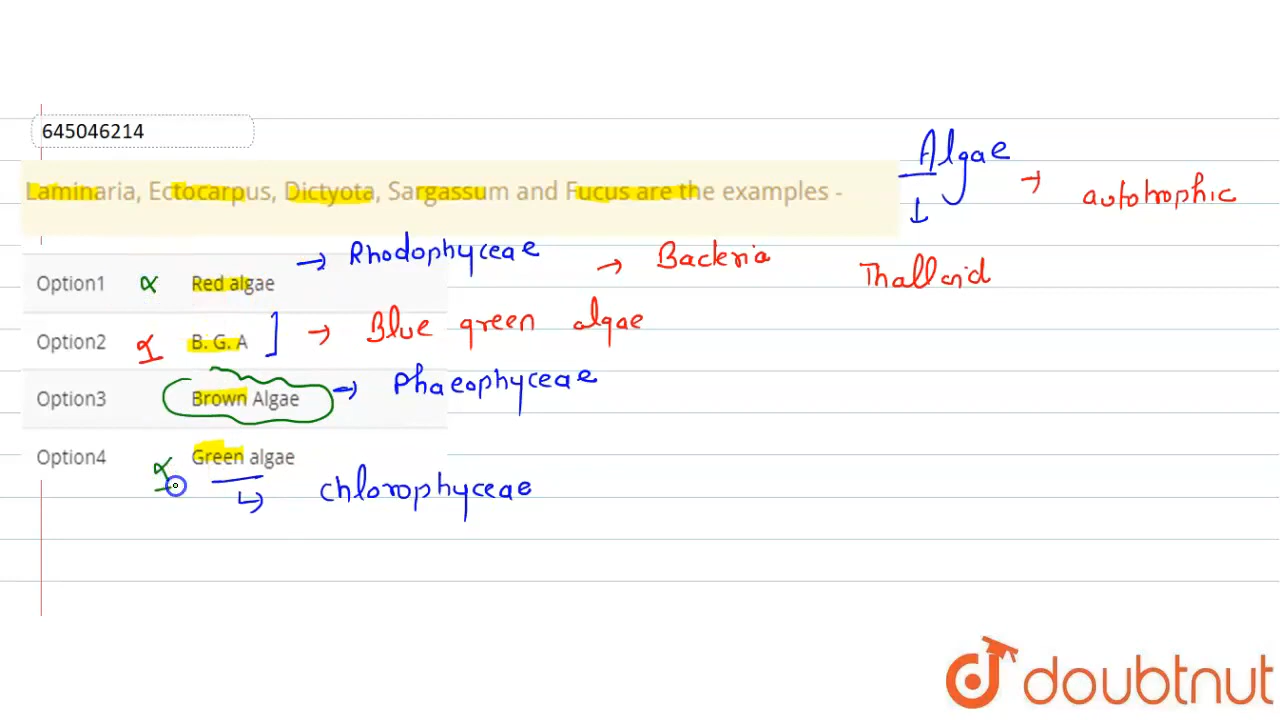 645046214
Algae
Laminaria, Ectocarpus, Dictyota, Sargassum and Fucus are the examples -
→ autotrophic
↓
Thalloid
Option1 Red algae → Rhodophyceae → Bacteria
Option2 B. G. A ] → Blue green algae
Option3 Brown Algae → Phaeophyceae
Option4 Green algae
↳ Chlorophyceae
doubtnut